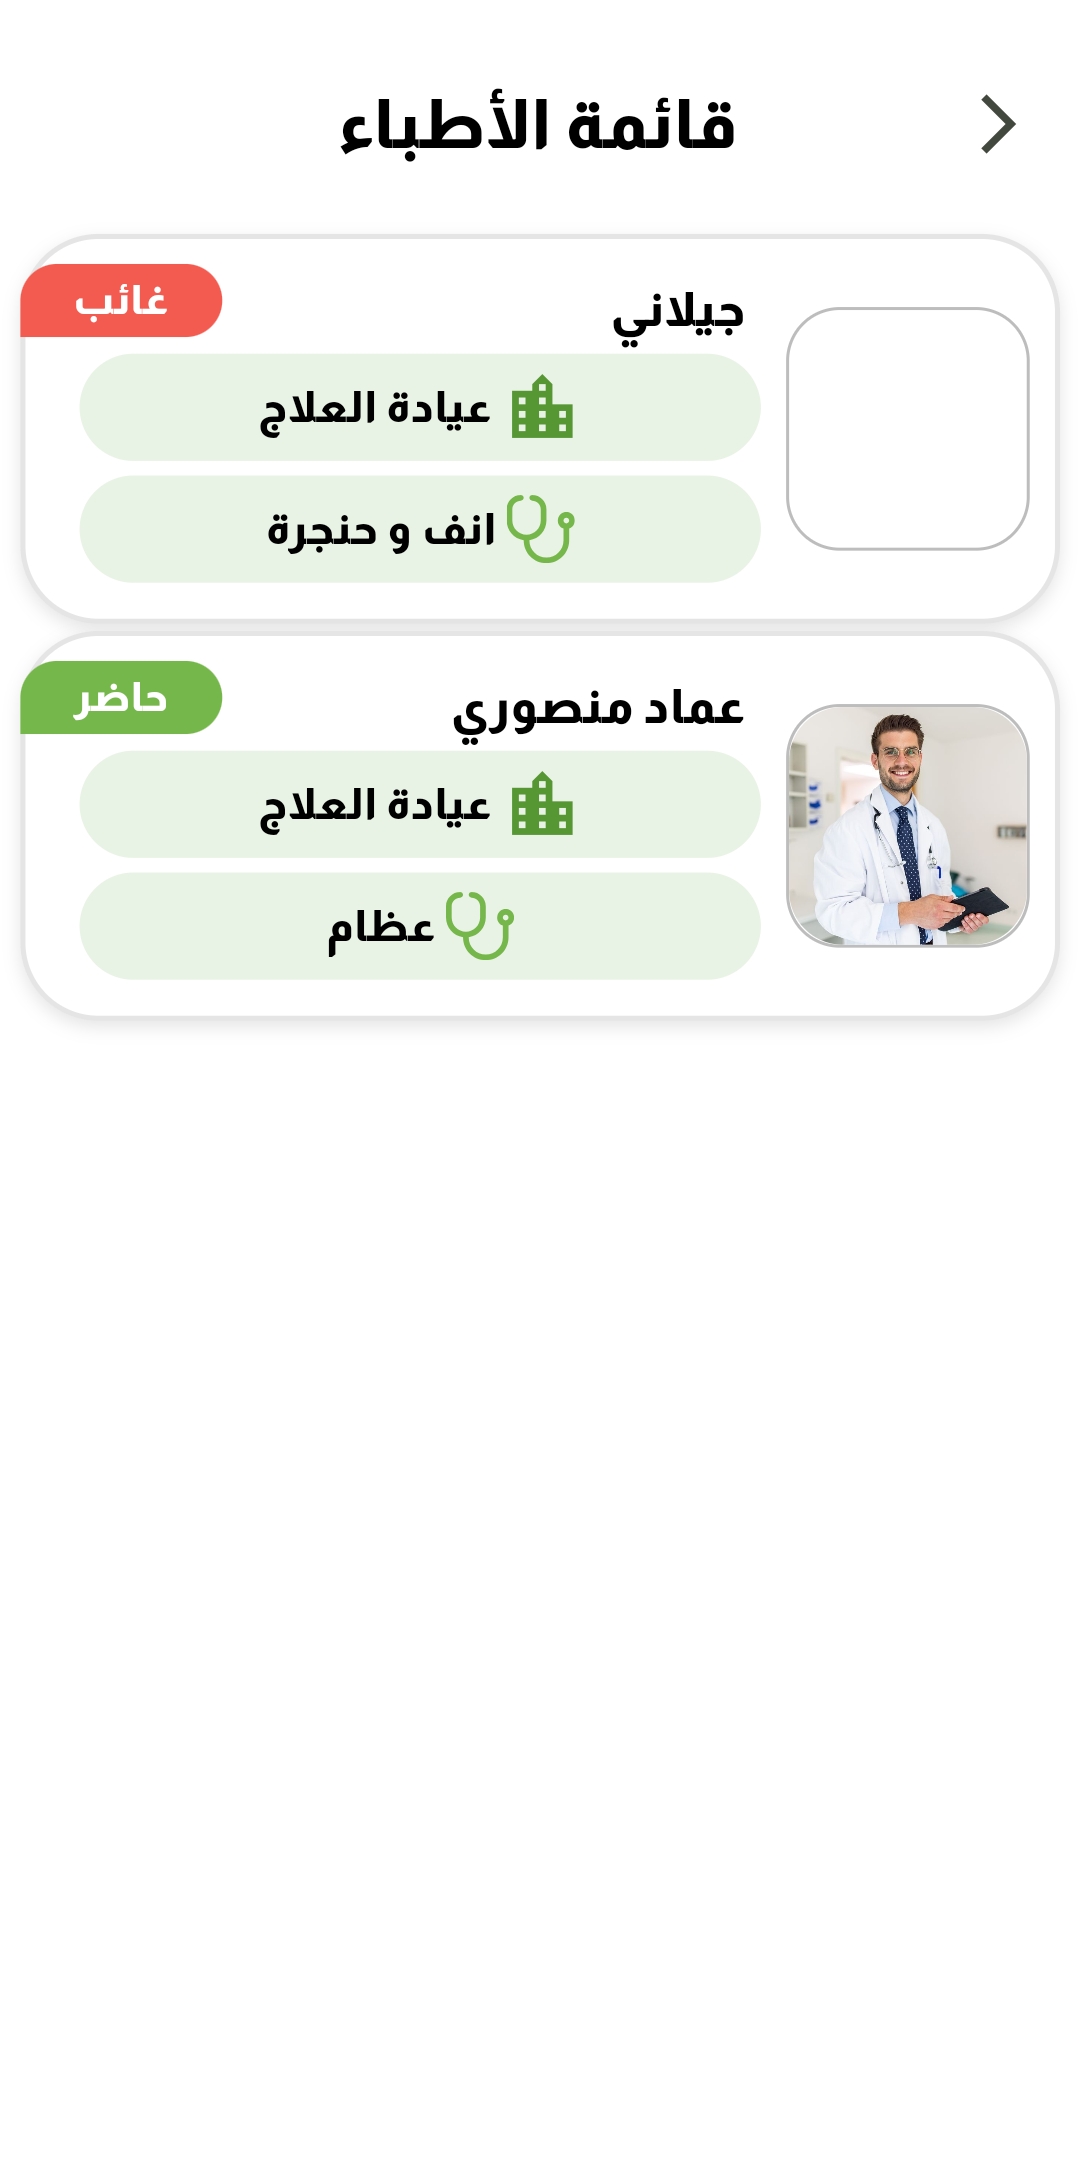 قائمة الأطباء
جيلاني
غائب
عيادة العلاج
انف و حنجرة
عماد منصوري
حاضر
عيادة العلاج
عظام